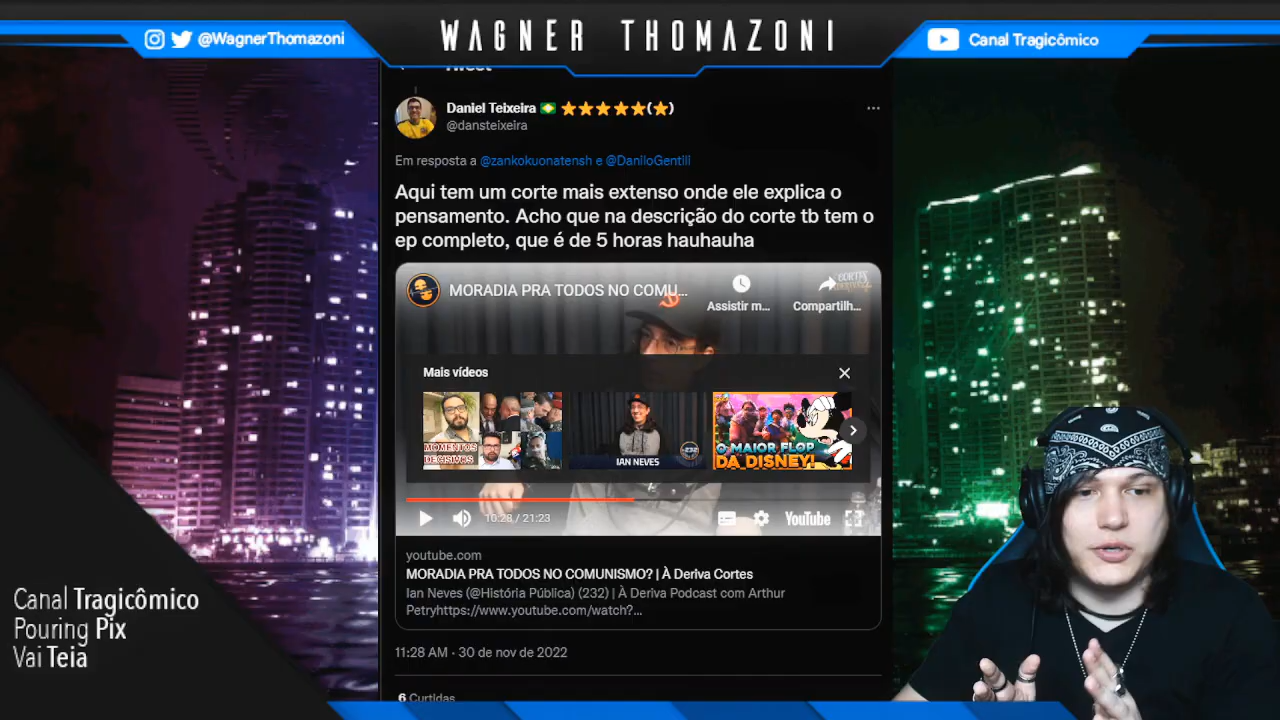 WAGNER THOMAZONI
@WagnerThomazoni
Canal Tragicômico
Tweet
Daniel Teixeira
@dansteixeira
Em resposta a @zankokuonatensh e @DaniloGentili
Aqui tem um corte mais extenso onde ele explica o
pensamento. Acho que na descrição do corte tb tem o
ep completo, que é de 5 horas hauhauha
MORADIA PRA TODOS NO COMU...
Assistir m...
Compartilh...
Mais vídeos
MOMENTOS
DECISIVOS
IAN NEVES
O MAIOR FLOP
DA DISNEY!
10:28 / 21:23
YouTube
youtube.com
MORADIA PRA TODOS NO COMUNISMO? | À Deriva Cortes
Ian Neves (@História Pública) (232) | À Deriva Podcast com Arthur
Petryhttps://www.youtube.com/watch?...
11:28 AM · 30 de nov de 2022
6 Curtidas
Canal Tragicômico
Pouring Pix
Vai Teia